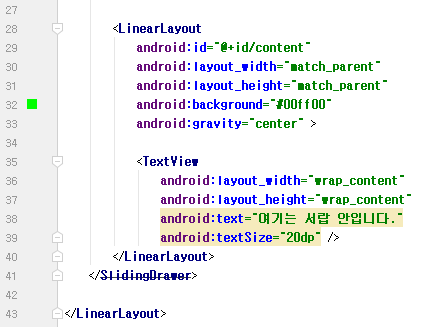 27
28 <LinearLayout
29 android:id="@+id/content"
30 android:layout_width="match_parent"
31 android:layout_height="match_parent"
32 android:background="#00ff00"
33 android:gravity="center" >
34
35 <TextView
36 android:layout_width="wrap_content"
37 android:layout_height="wrap_content"
38 android:text="여기는 서랍 안입니다."
39 android:textSize="20dp" />
40 </LinearLayout>
41 </SlidingDrawer>
42
43 </LinearLayout>